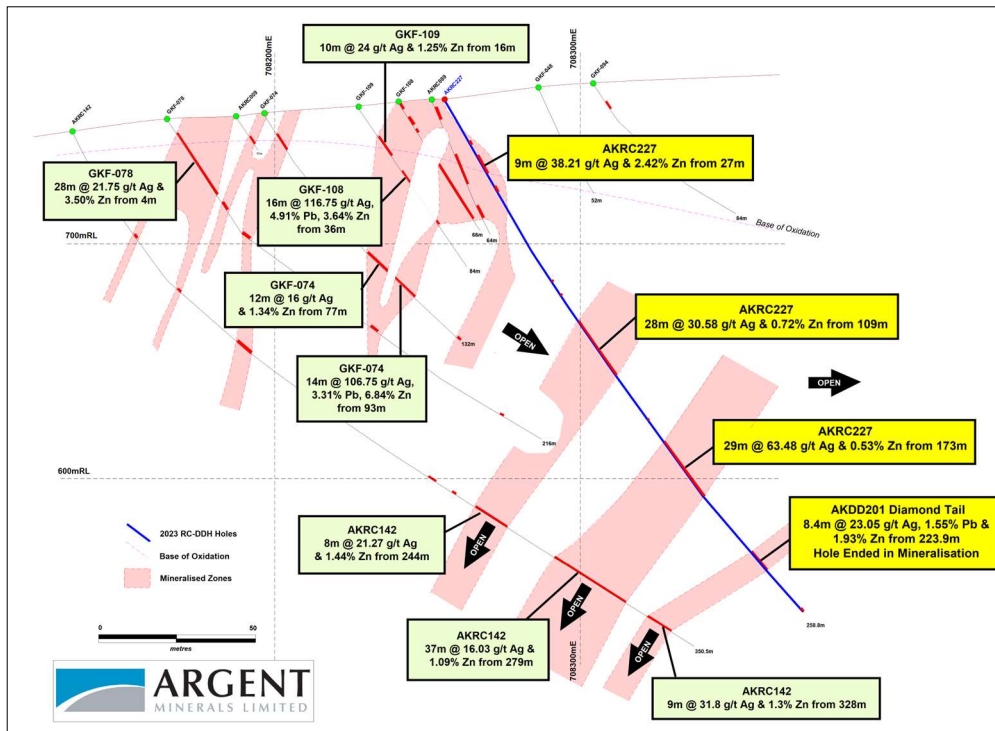 GKF-109
10m @ 24 g/t Ag & 1.25% Zn from 16m
708200mE
708300mE
AKRC142
GKF-078
AKRC009
GKF-074
GKF-109
GKF-108
AKRC227
GKF-048
GKF-094
AKRC227
9m @ 38.21 g/t Ag & 2.42% Zn from 27m
GKF-078
28m @ 21.75 g/t Ag &
3.50% Zn from 4m
GKF-108
16m @ 116.75 g/t Ag,
4.91% Pb, 3.64% Zn
from 36m
52m
84m
Base of Oxidation
700mRL
68m
64m
84m
GKF-074
12m @ 16 g/t Ag
& 1.34% Zn from 77m
AKRC227
28m @ 30.58 g/t Ag & 0.72% Zn from 109m
OPEN
132m
OPEN
GKF-074
14m @ 106.75 g/t Ag,
3.31% Pb, 6.84% Zn
from 93m
216m
AKRC227
29m @ 63.48 g/t Ag & 0.53% Zn from 173m
600mRL
AKDD201 Diamond Tail
8.4m @ 23.05 g/t Ag, 1.55% Pb &
1.93% Zn from 223.9m
Hole Ended in Mineralisation
2023 RC-DDH Holes
Base of Oxidation
Mineralised Zones
AKRC142
8m @ 21.27 g/t Ag
& 1.44% Zn from 244m
OPEN
OPEN
OPEN
258.8m
350.5m
0
50
metres
AKRC142
37m @ 16.03 g/t Ag &
1.09% Zn from 279m
708300mE
AKRC142
9m @ 31.8 g/t Ag & 1.3% Zn from 328m
ARGENT
MINERALS LIMITED